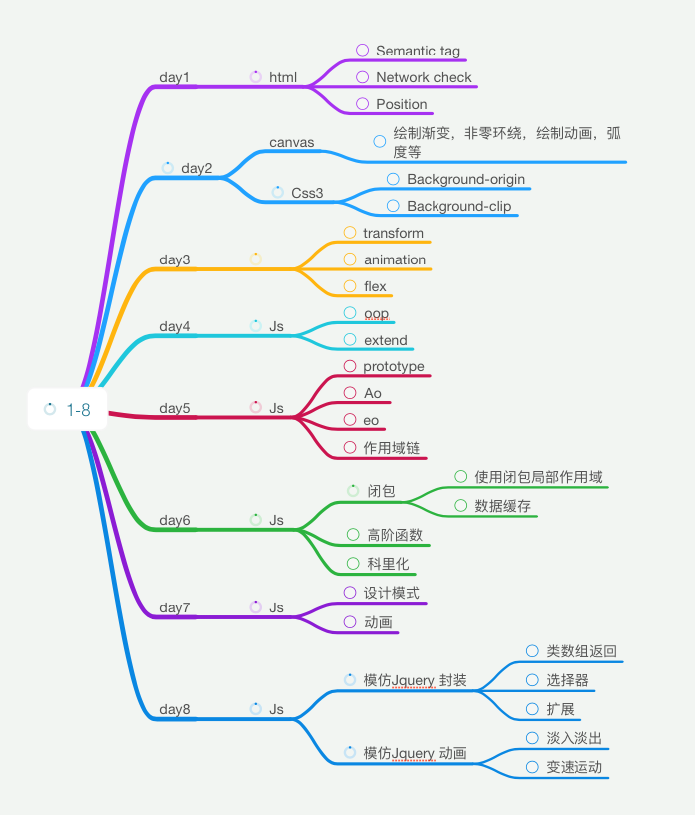 Semantic tag
day1
html
Network check
Position
绘制渐变，非零环绕，绘制动画，弧
度等
canvas
day2
Css3
Background-origin
Background-clip
transform
day3
animation
flex
oop
day4
Js
extend
prototype
Ao
1-8
day5
Js
eo
作用域链
使用闭包局部作用域
闭包
数据缓存
day6
Js
高阶函数
科里化
设计模式
day7
Js
动画
类数组返回
模仿Jquery 封装
选择器
扩展
day8
Js
淡入淡出
模仿Jquery 动画
变速运动